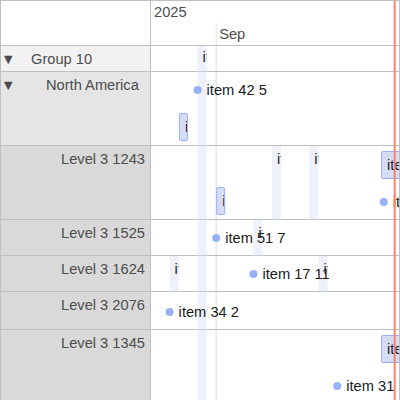 2025
Sep
▼ Group 10
▼ North America
item 42 5
Level 3 1243
Level 3 1525
item 51 7
Level 3 1624
item 17 11
Level 3 2076
item 34 2
Level 3 1345
item 31